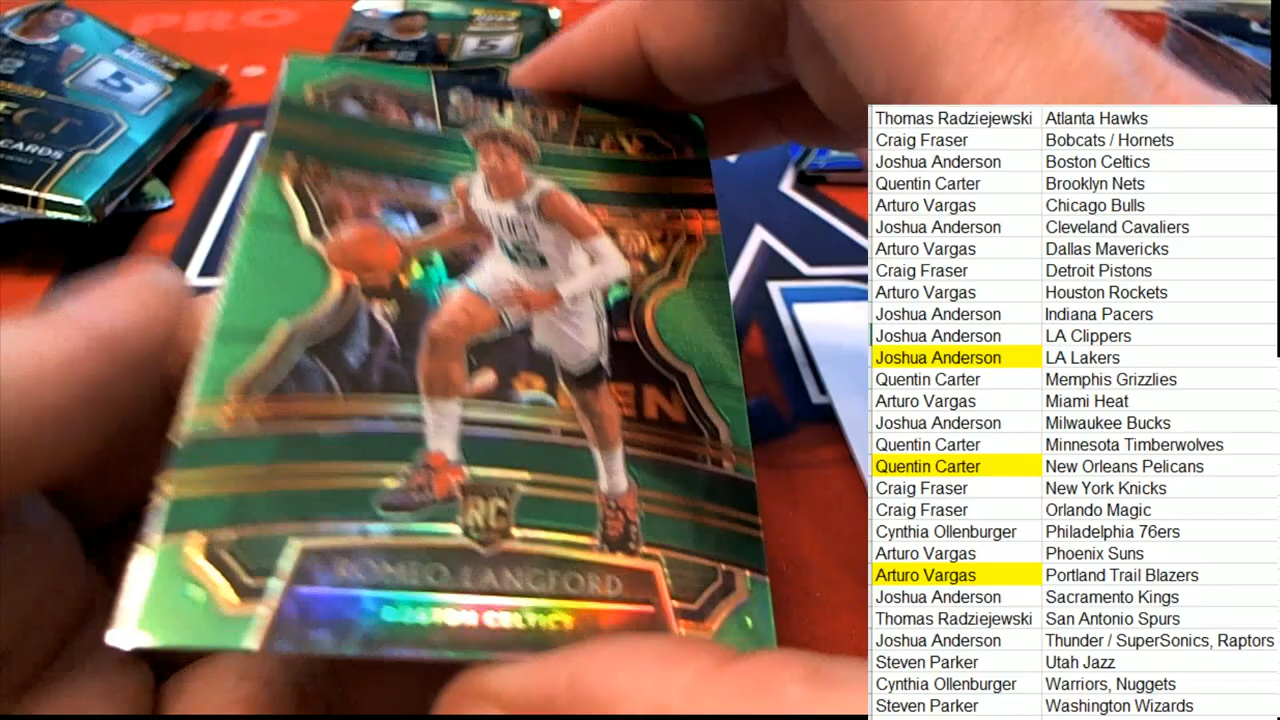 PRO
5
ECT
CARDS
5
SELECT
RC
ROMEO LANGFORD
BOSTON CELTICS
Thomas Radziejewski Atlanta Hawks
Craig Fraser Bobcats / Hornets
Joshua Anderson Boston Celtics
Quentin Carter Brooklyn Nets
Arturo Vargas Chicago Bulls
Joshua Anderson Cleveland Cavaliers
Arturo Vargas Dallas Mavericks
Craig Fraser Detroit Pistons
Arturo Vargas Houston Rockets
Joshua Anderson Indiana Pacers
Joshua Anderson LA Clippers
Joshua Anderson LA Lakers
Quentin Carter Memphis Grizzlies
Arturo Vargas Miami Heat
Joshua Anderson Milwaukee Bucks
Quentin Carter Minnesota Timberwolves
Quentin Carter New Orleans Pelicans
Craig Fraser New York Knicks
Craig Fraser Orlando Magic
Cynthia Ollenburger Philadelphia 76ers
Arturo Vargas Phoenix Suns
Arturo Vargas Portland Trail Blazers
Joshua Anderson Sacramento Kings
Thomas Radziejewski San Antonio Spurs
Joshua Anderson Thunder / SuperSonics, Raptors
Steven Parker Utah Jazz
Cynthia Ollenburger Warriors, Nuggets
Steven Parker Washington Wizards